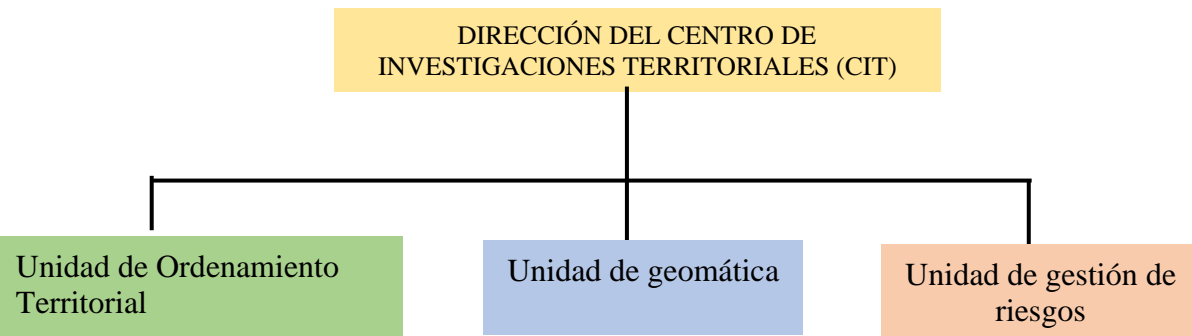 DIRECCIÓN DEL CENTRO DE
INVESTIGACIONES TERRITORIALES (CIT)
Unidad de Ordenamiento
Territorial
Unidad de geomática
Unidad de gestión de
riesgos